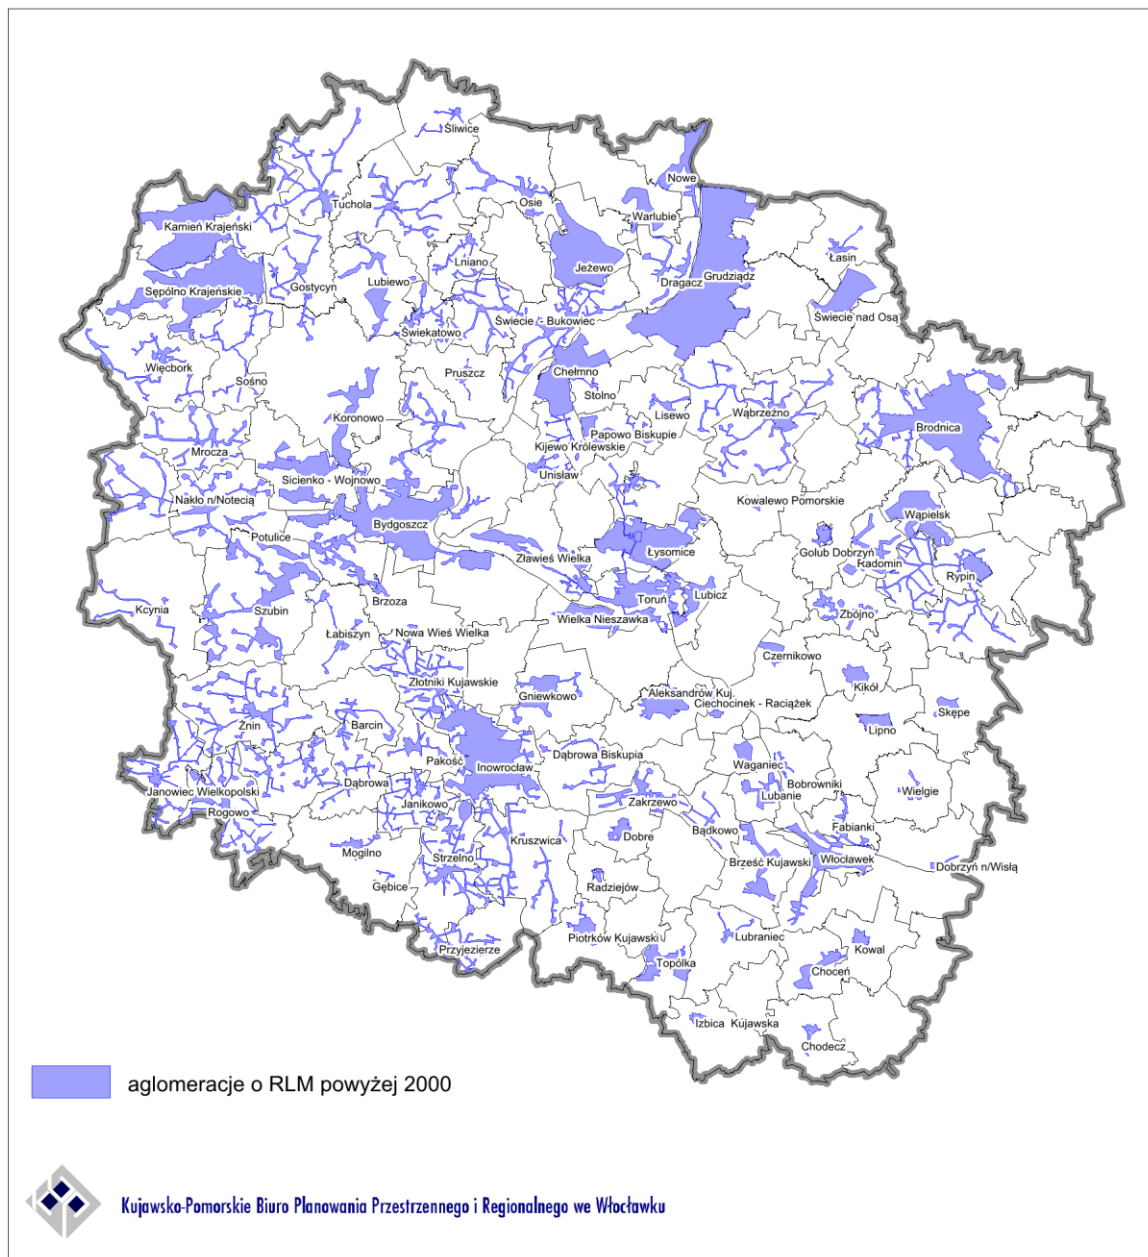 Śliwice
Nowe
Osie
Tuchola
Warlubie
Kamień Krajeński
Łasin
Lniano
Jeżewo
Grudziądz
Lubiewo
Dragacz
Gostycyn
Sępólno Krajeńskie
Świecie nad Osą
Świecie - Bukowiec
Świekatowo
Więcbork
Chełmno
Pruszcz
Sośno
Stolno
Lisewo
Wąbrzeźno
Koronowo
Brodnica
Papowo Biskupie
Kijewo Królewskie
Mrocza
Unisław
Sicienko - Wojnowo
Nakło n/Notecią
Kowalewo Pomorskie
Wąpielsk
Bydgoszcz
Potulice
Łysomice
Golub Dobrzyń
Zławieś Wielka
Radomin
Rypin
Lubicz
Toruń
Brzoza
Kcynia
Szubin
Zbójno
Wielka Nieszawka
Łabiszyn
Nowa Wieś Wielka
Czernikowo
Złotniki Kujawskie
Kikół
Aleksandrów Kuj.
Gniewkowo
Ciechocinek - Raciążek
Skępe
Żnin
Barcin
Lipno
Dąbrowa Biskupia
Pakość
Inowrocław
Waganiec
Dąbrowa
Bobrowniki
Janowiec Wielkopolski
Lubanie
Wielgie
Janikowo
Zakrzewo
Rogowo
Fabianki
Bądkowo
Dobre
Kruszwica
Mogilno
Strzelno
Brześć Kujawski
Włocławek
Dobrzyń n/Wisłą
Gębice
Radziejów
Piotrków Kujawski
Lubraniec
Przyjezierze
Kowal
Topólka
Choceń
Izbica Kujawska
Chodecz
aglomeracje o RLM powyżej 2000
Kujawsko-Pomorskie Biuro Planowania Przestrzennego i Regionalnego we Włocławku